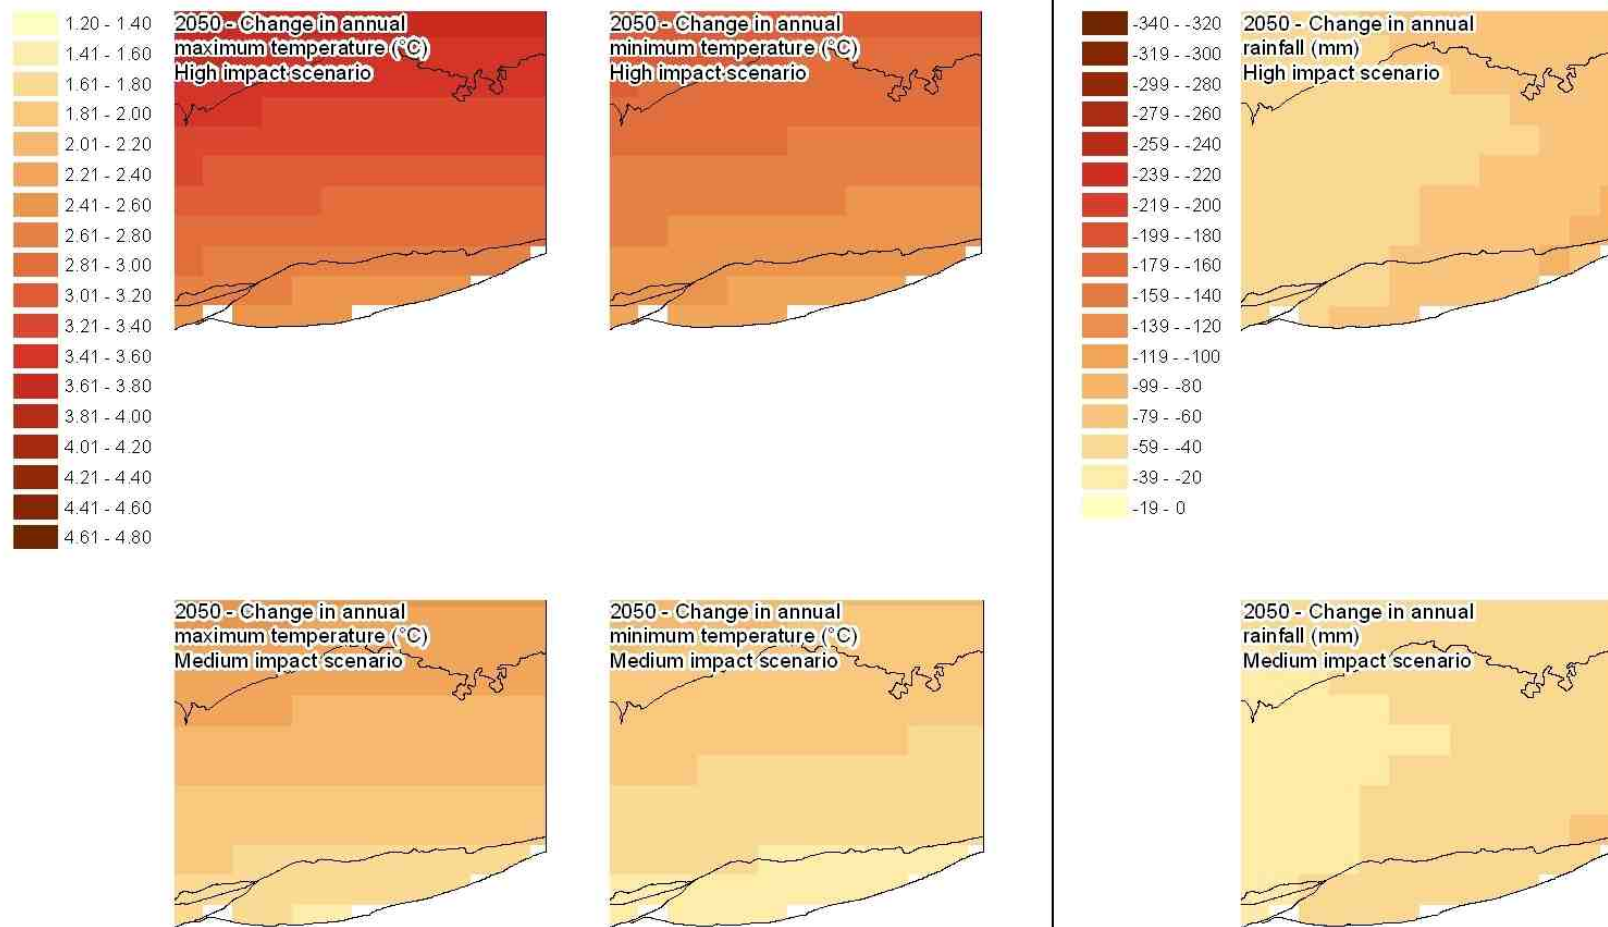 1.20 - 1.40
1.41 - 1.60
1.61 - 1.80
1.81 - 2.00
2.01 - 2.20
2.21 - 2.40
2.41 - 2.60
2.61 - 2.80
2.81 - 3.00
3.01 - 3.20
3.21 - 3.40
3.41 - 3.60
3.61 - 3.80
3.81 - 4.00
4.01 - 4.20
4.21 - 4.40
4.41 - 4.60
4.61 - 4.80
2050 - Change in annual
maximum temperature (°C)
High impact scenario
2050 - Change in annual
minimum temperature (°C)
High impact scenario
-340 - -320
-319 - -300
-299 - -280
-279 - -260
-259 - -240
-239 - -220
-219 - -200
-199 - -180
-179 - -160
-159 - -140
-139 - -120
-119 - -100
-99 - -80
-79 - -60
-59 - -40
-39 - -20
-19 - 0
2050 - Change in annual
rainfall (mm)
High impact scenario
2050 - Change in annual
maximum temperature (°C)
Medium impact scenario
2050 - Change in annual
minimum temperature (°C)
Medium impact scenario
2050 - Change in annual
rainfall (mm)
Medium impact scenario